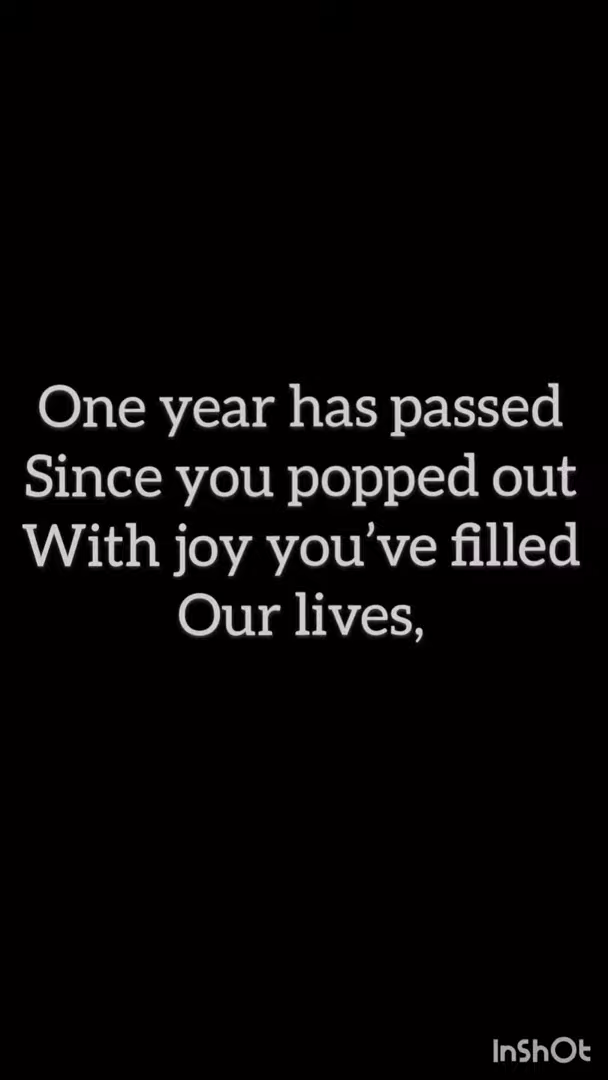 One year has passed
Since you popped out
With joy you’ve filled
Our lives,
InShOt